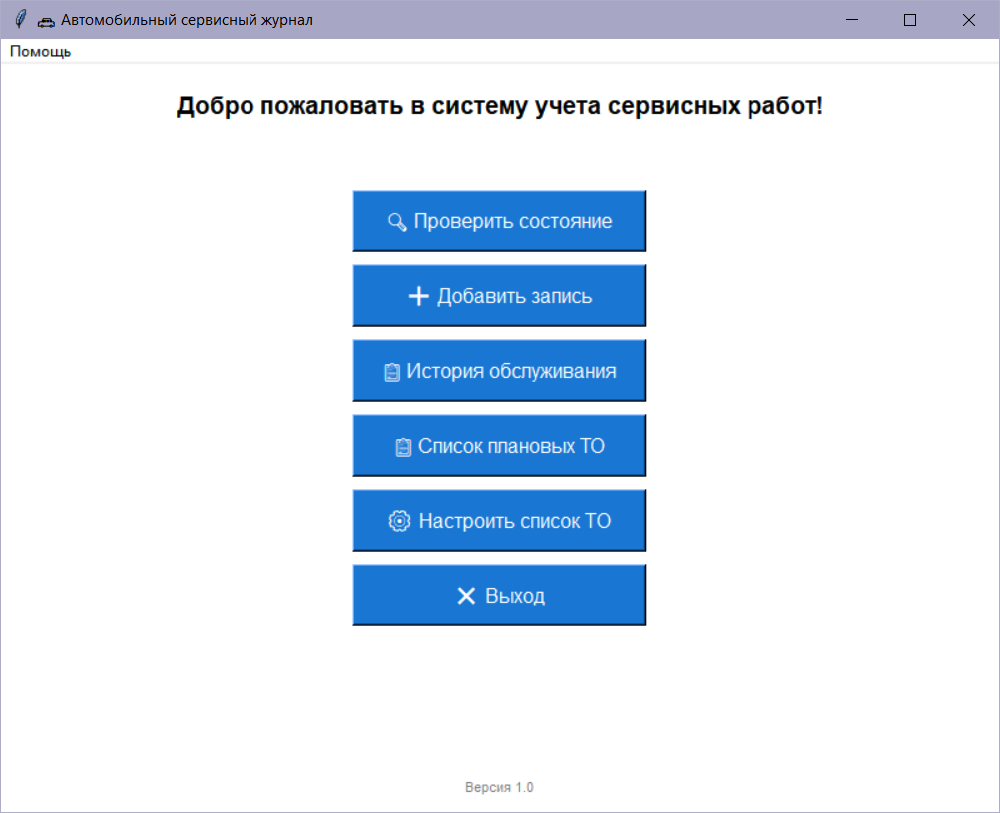 Автомобильный сервисный журнал
Помощь
Добро пожаловать в систему учета сервисных работ!
Проверить состояние
Добавить запись
История обслуживания
Список плановых ТО
Настроить список ТО
Выход
Версия 1.0